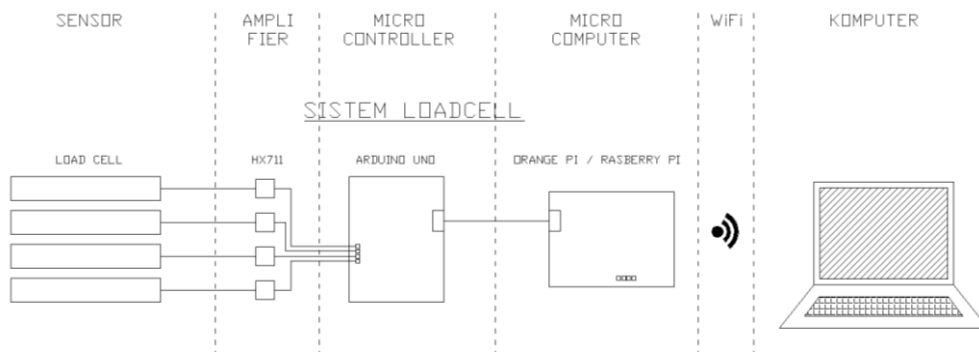 SENSOR
AMPLI
FIER
MICRO
CONTROLLER
MICRO
COMPUTER
WiFi
KOMPUTER
SISTEM LOADCELL
LOAD CELL
HX711
ARDUINO UNO
ORANGE PI / RASBERRY PI